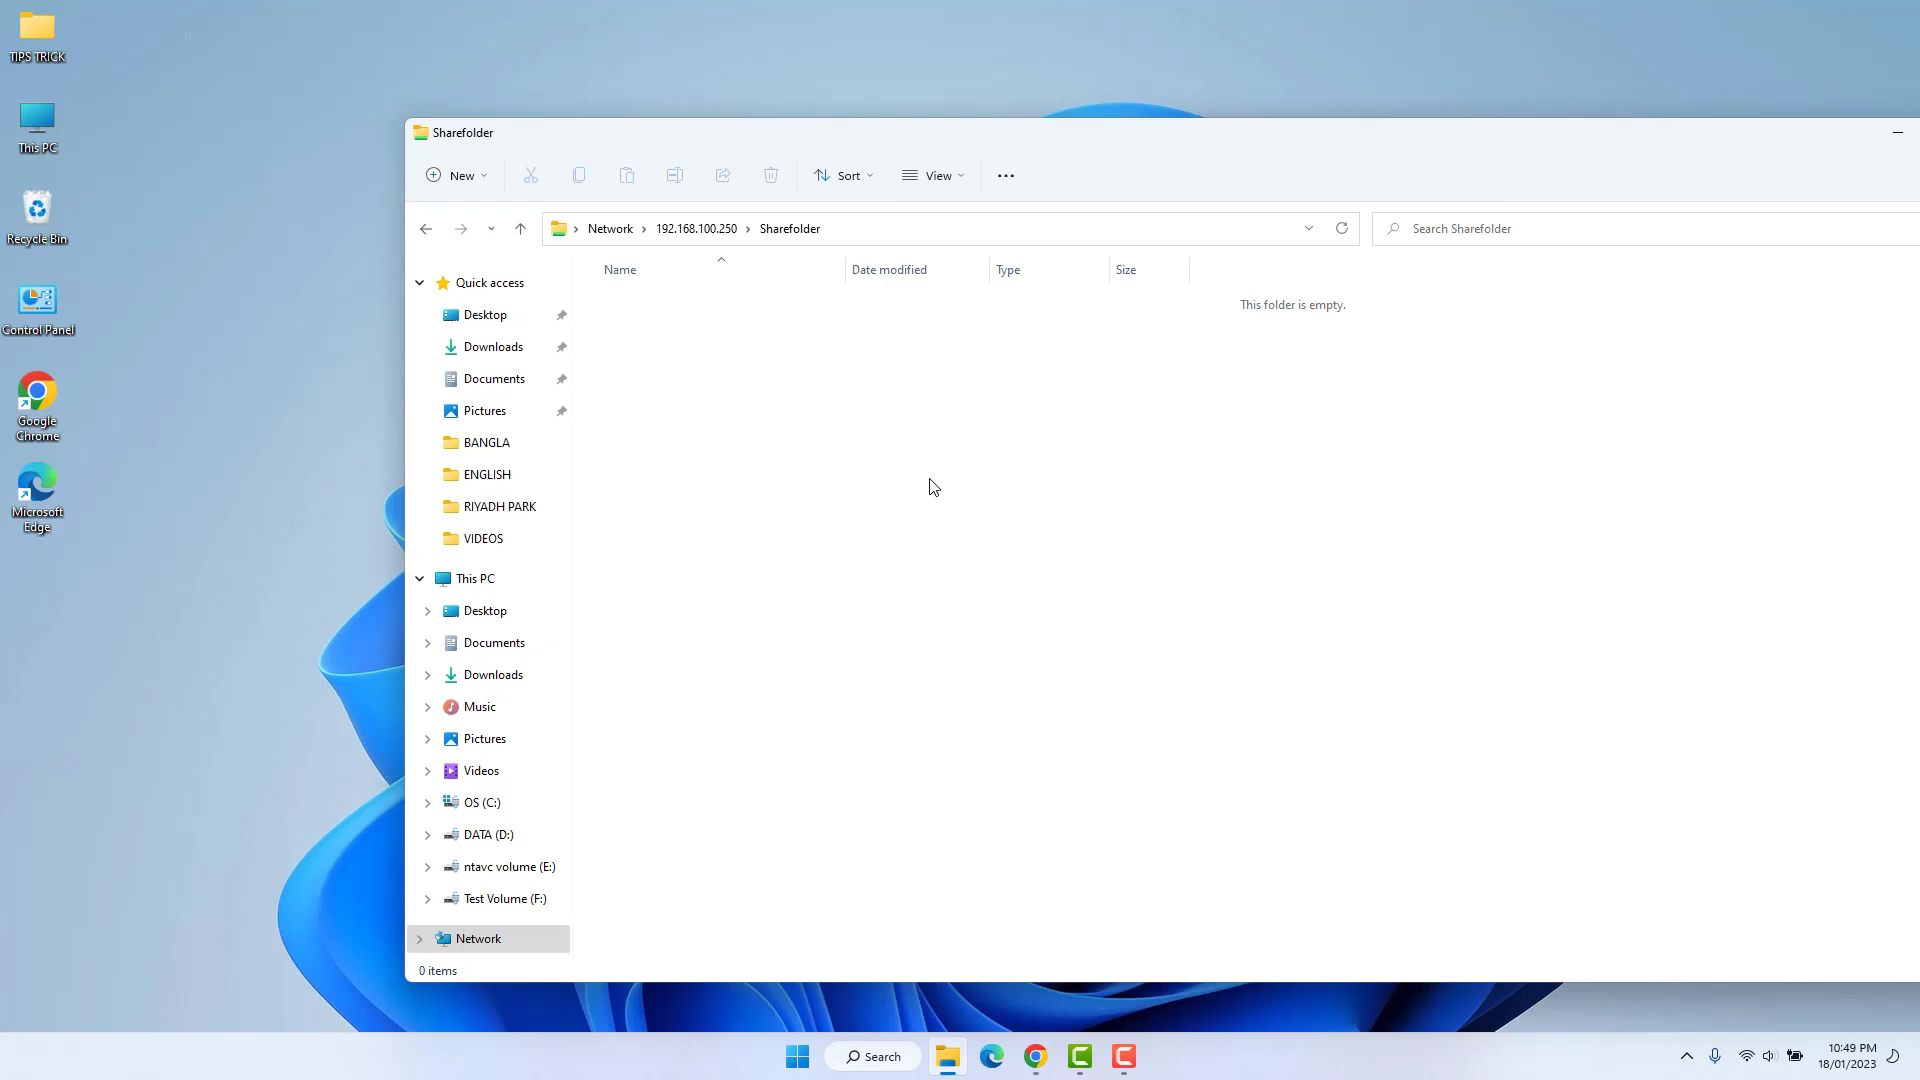 TIPS TRICK
This PC
Recycle Bin
Control Panel
Google
Chrome
Microsoft
Edge
Sharefolder
New
Sort
View
Network
192.168.100.250
Sharefolder
Search Sharefolder
Name
Date modified
Type
Size
This folder is empty.
Quick access
Desktop
Downloads
Documents
Pictures
BANGLA
ENGLISH
RIYADH PARK
VIDEOS
This PC
Desktop
Documents
Downloads
Music
Pictures
Videos
OS (C:)
DATA (D:)
ntavc volume (E:)
Test Volume (F:)
Network
0 items
Search
10:49 PM
18/01/2023